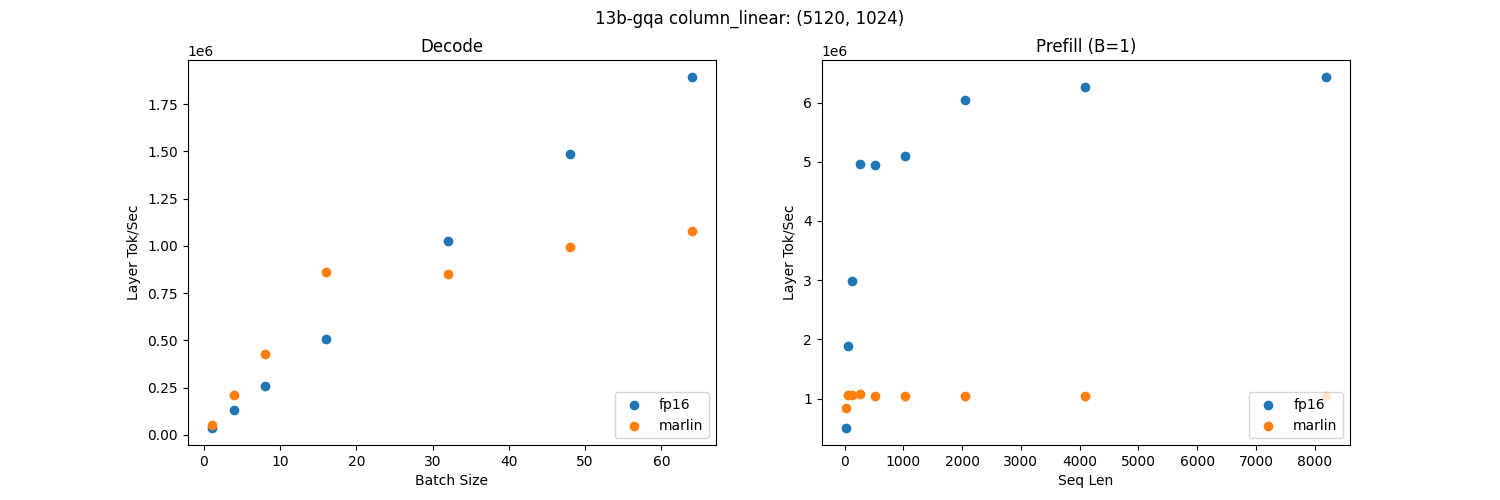 13b-gqa column_linear: (5120, 1024)
Decode
1e6
1.75
1.50
1.25
1.00
0.75
0.50
0.25
0.00
Layer Tok/Sec
0 10 20 30 40 50 60
Batch Size
fp16
marlin
Prefill (B=1)
1e6
6
5
4
3
2
1
Layer Tok/Sec
0 1000 2000 3000 4000 5000 6000 7000 8000
Seq Len
fp16
marlin